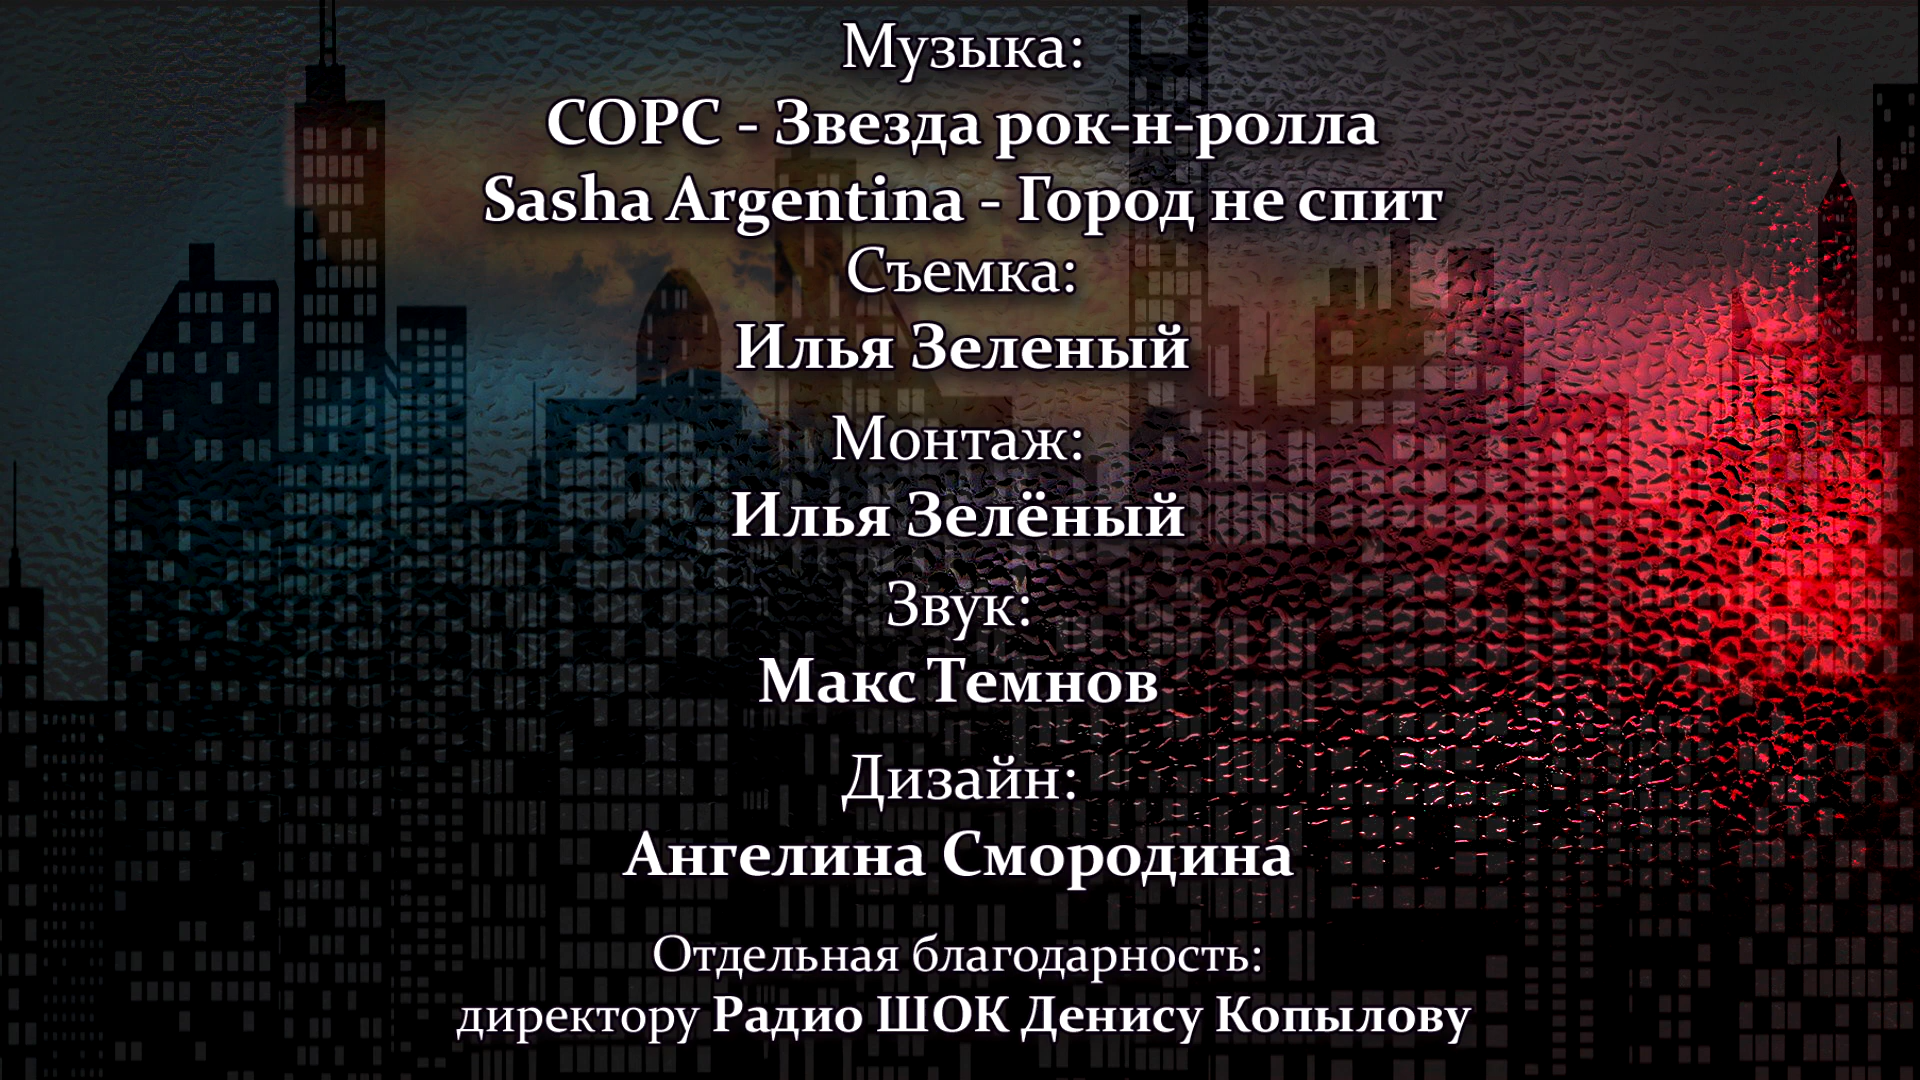 Музыка:
СОРС - Звезда рок-н-ролла
Sasha Argentina - Город не спит
Съемка:
Илья Зеленый
Монтаж:
Илья Зелёный
Звук:
Макс Темнов
Дизайн:
Ангелина Смородина
Отдельная благодарность:
директору Радио ШОК Денису Копылову